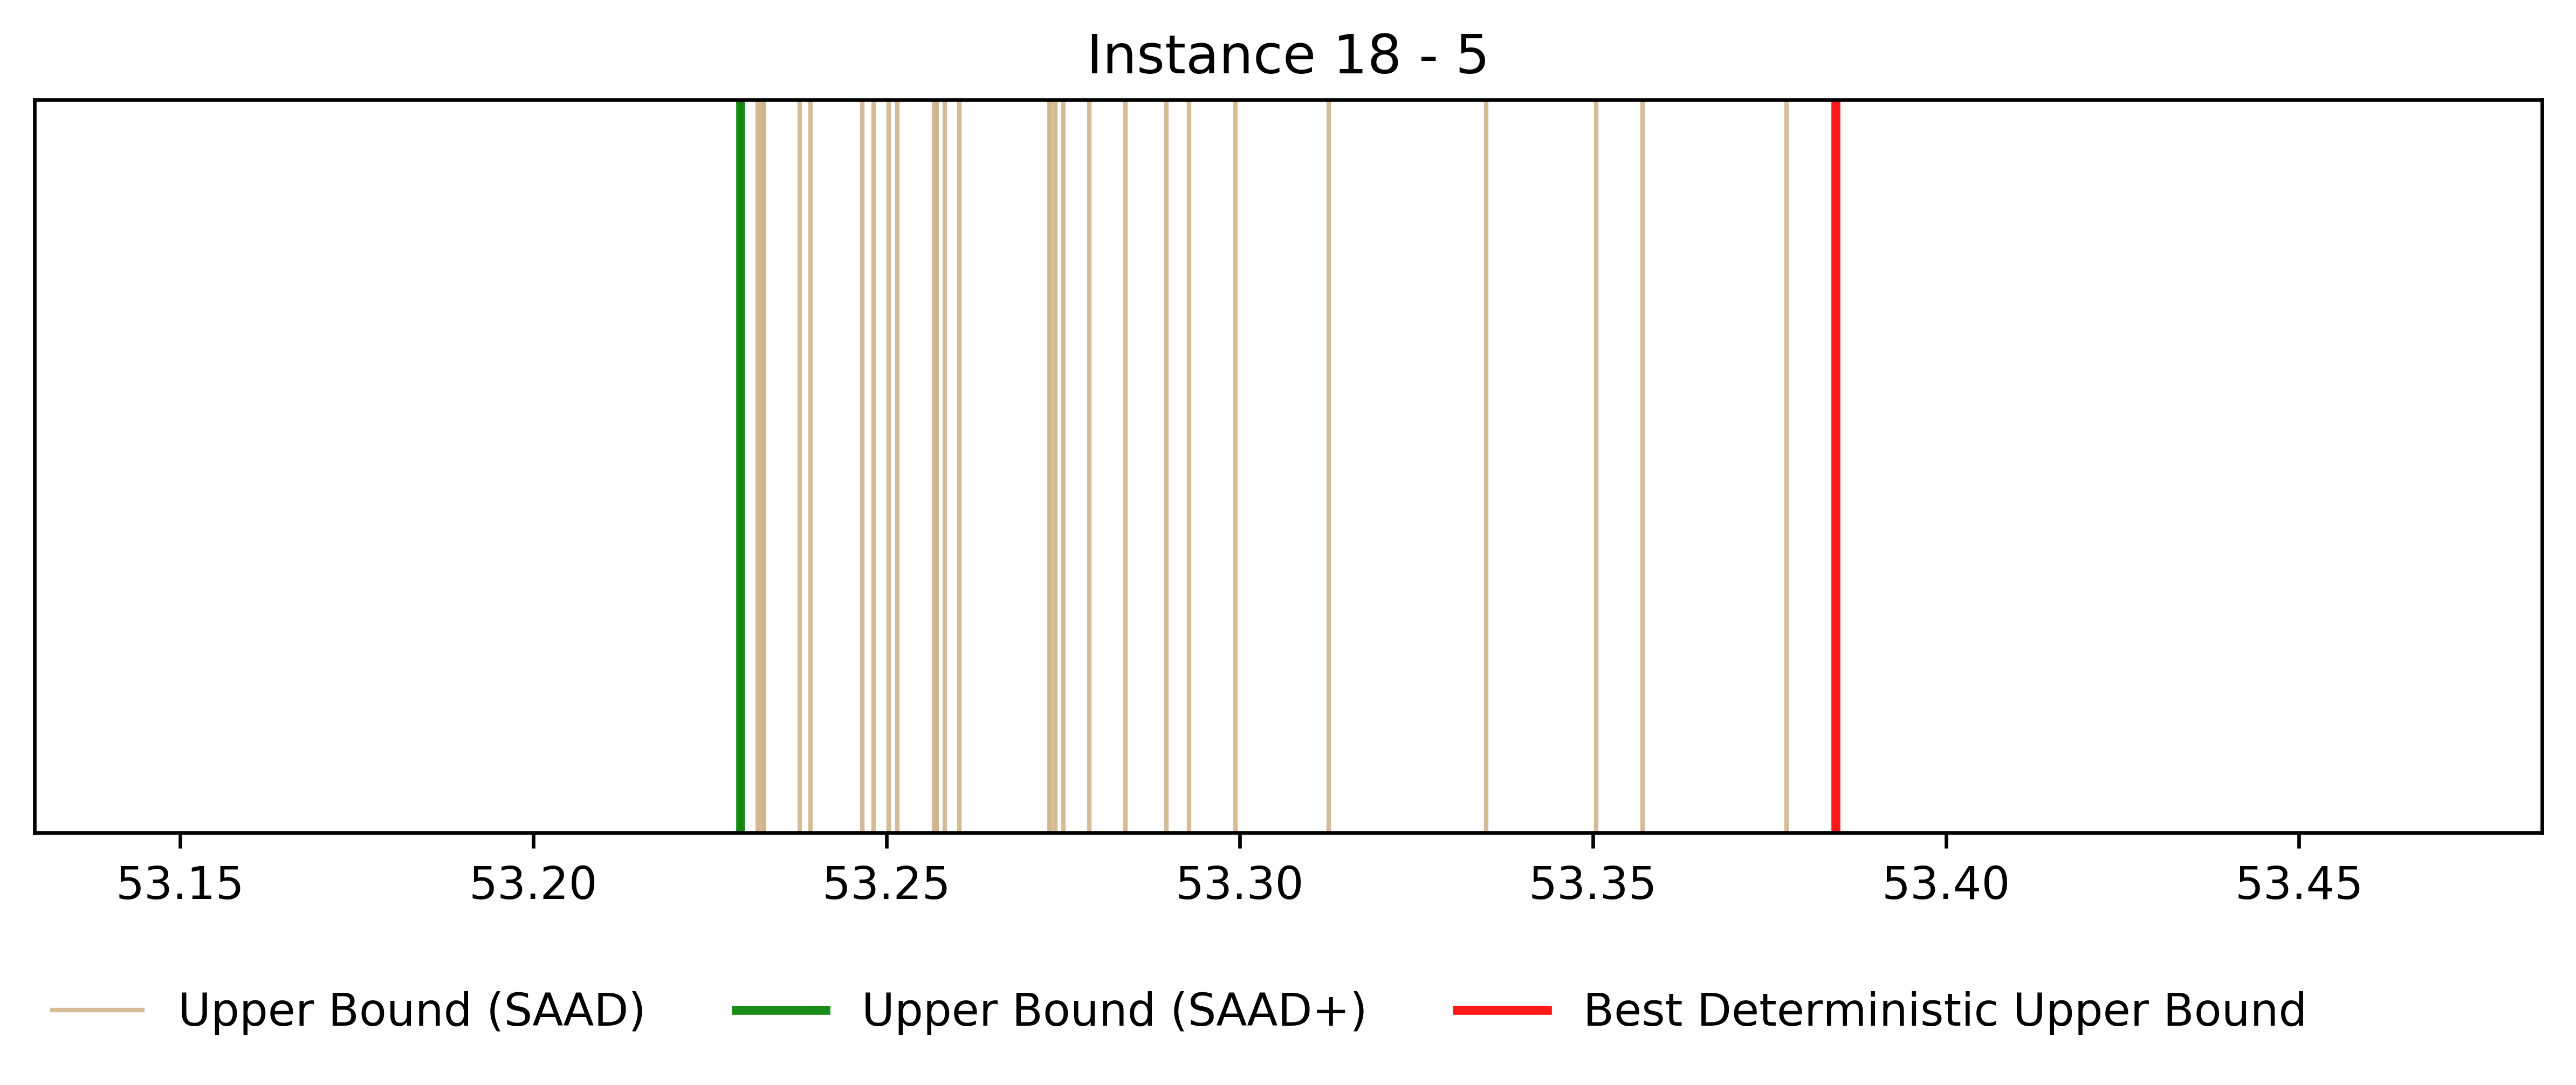 Instance 18 - 5
53.15 53.20 53.25 53.30 53.35 53.40 53.45
Upper Bound (SAAD) Upper Bound (SAAD+) Best Deterministic Upper Bound